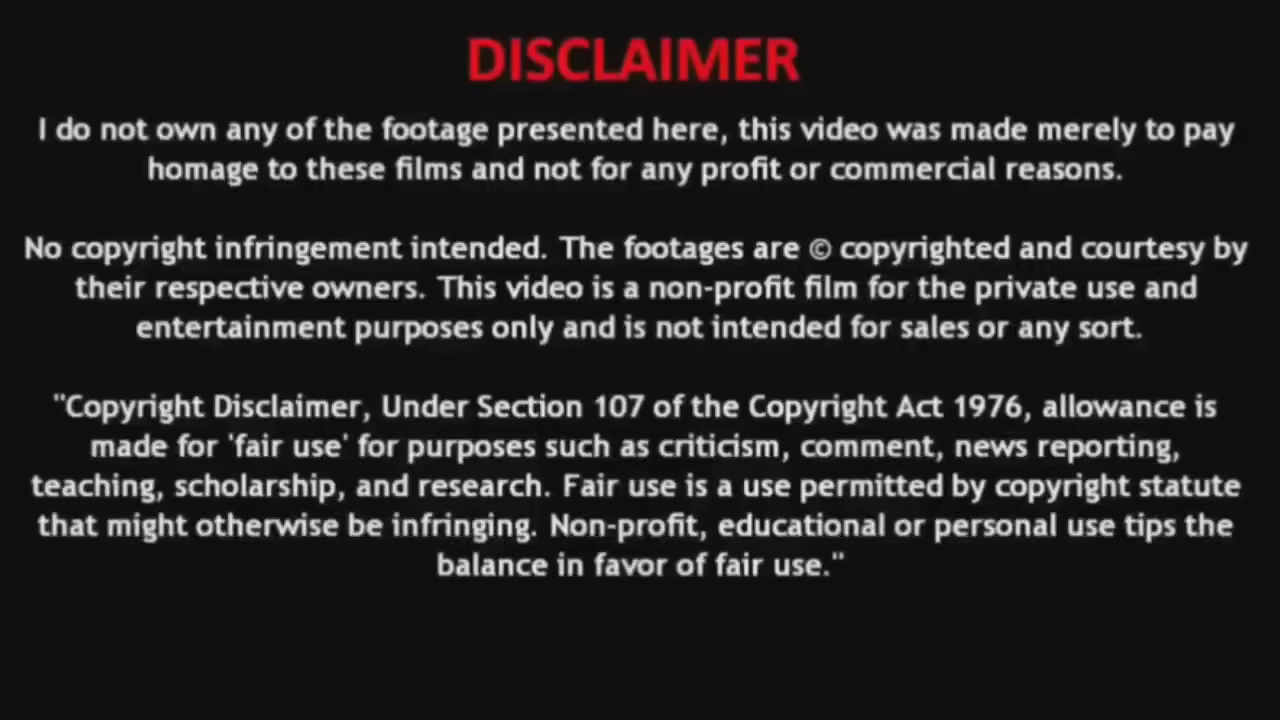 DISCLAIMER
I do not own any of the footage presented here, this video was made merely to pay
homage to these films and not for any profit or commercial reasons.
No copyright infringement intended. The footages are © copyrighted and courtesy by
their respective owners. This video is a non-profit film for the private use and
entertainment purposes only and is not intended for sales or any sort.
"Copyright Disclaimer, Under Section 107 of the Copyright Act 1976, allowance is
made for 'fair use' for purposes such as criticism, comment, news reporting,
teaching, scholarship, and research. Fair use is a use permitted by copyright statute
that might otherwise be infringing. Non-profit, educational or personal use tips the
balance in favor of fair use."